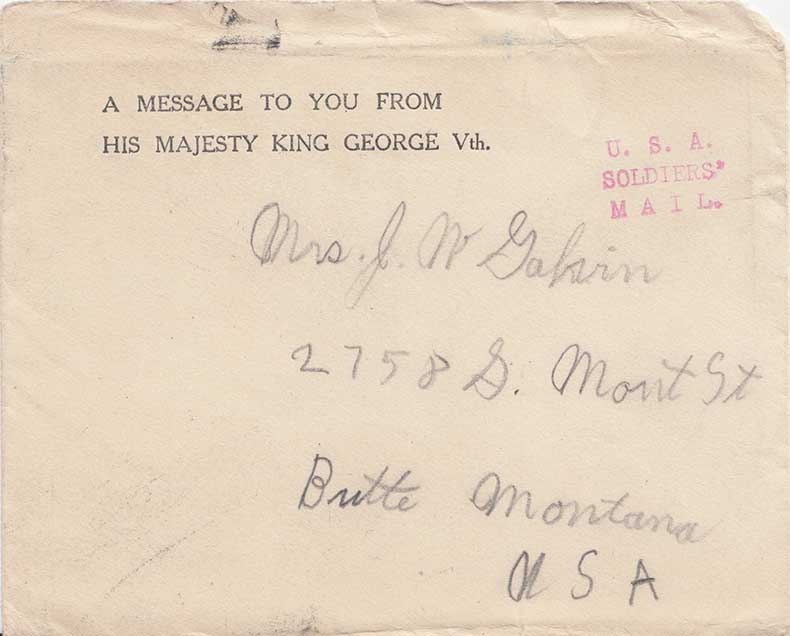 A MESSAGE TO YOU FROM
HIS MAJESTY KING GEORGE Vth.
U. S. A.
SOLDIERS'
MAIL.
Mrs. J. W Galvin
2758 S. Mont St
Butte Montana
U S A